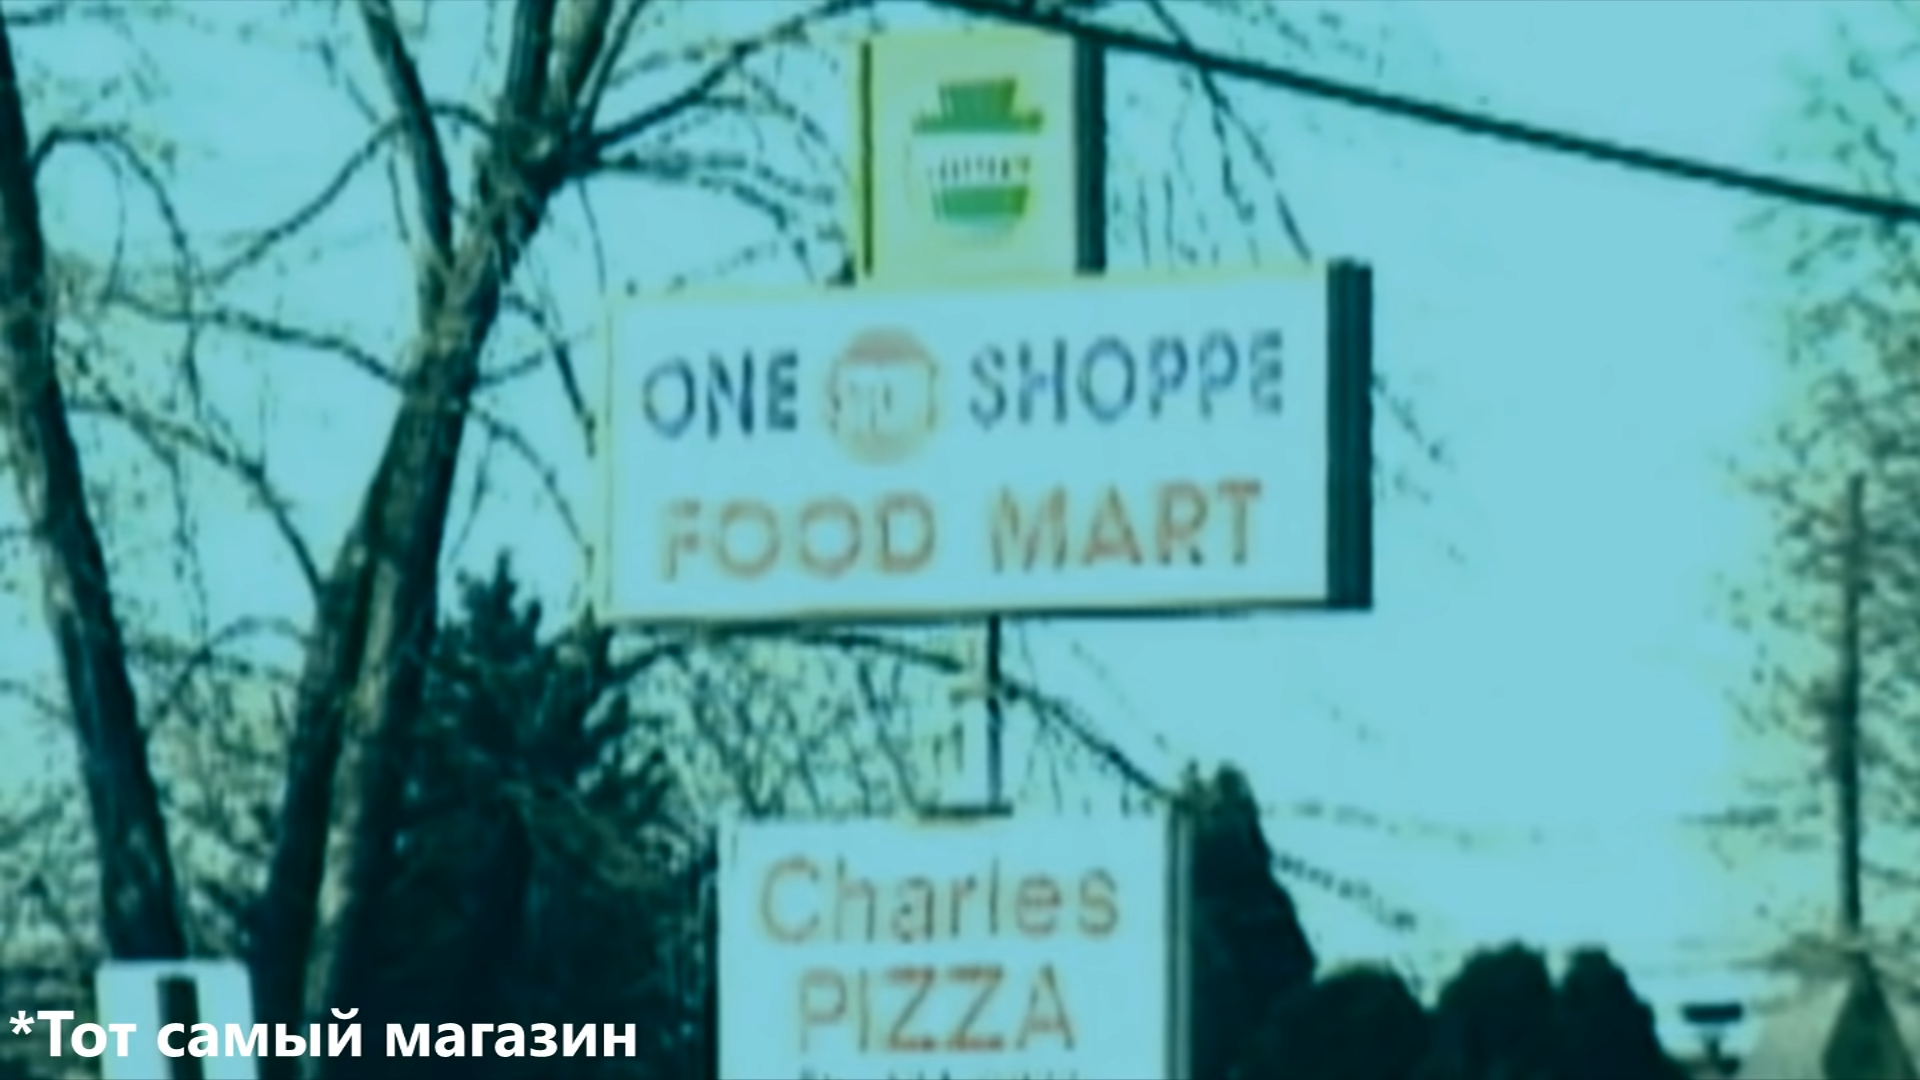 ONE SHOPPE
FOOD MART
Charles
PIZZA
*Тот самый магазин